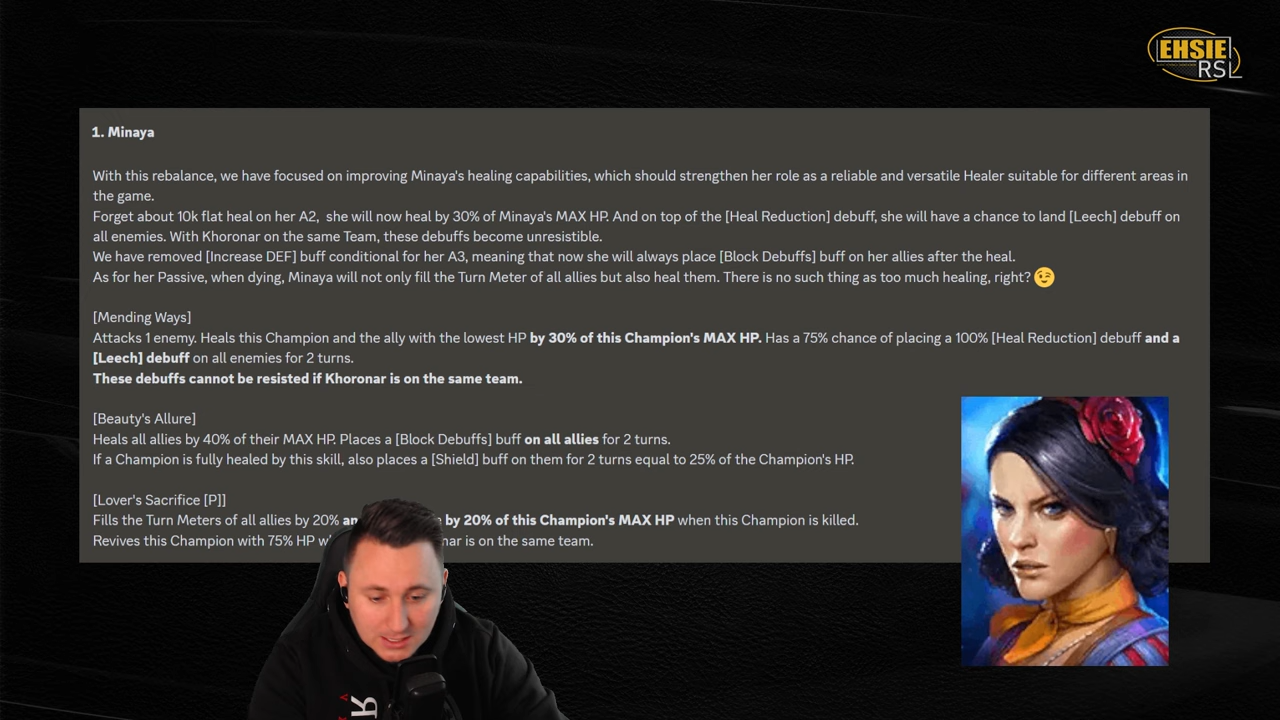 EHSIE
RSL
1. Minaya
With this rebalance, we have focused on improving Minaya's healing capabilities, which should strengthen her role as a reliable and versatile Healer suitable for different areas in
the game.
Forget about 10k flat heal on her A2, she will now heal by 30% of Minaya's MAX HP. And on top of the [Heal Reduction] debuff, she will have a chance to land [Leech] debuff on
all enemies. With Khoronar on the same Team, these debuffs become unresistible.
We have removed [Increase DEF] buff conditional for her A3, meaning that now she will always place [Block Debuffs] buff on her allies after the heal.
As for her Passive, when dying, Minaya will not only fill the Turn Meter of all allies but also heal them. There is no such thing as too much healing, right? 😉
[Mending Ways]
Attacks 1 enemy. Heals this Champion and the ally with the lowest HP by 30% of this Champion's MAX HP. Has a 75% chance of placing a 100% [Heal Reduction] debuff and a
[Leech] debuff on all enemies for 2 turns.
These debuffs cannot be resisted if Khoronar is on the same team.
[Beauty's Allure]
Heals all allies by 40% of their MAX HP. Places a [Block Debuffs] buff on all allies for 2 turns.
If a Champion is fully healed by this skill, also places a [Shield] buff on them for 2 turns equal to 25% of the Champion's HP.
[Lover's Sacrifice [P]]
Fills the Turn Meters of all allies by 20% by 20% of this Champion's MAX HP when this Champion is killed.
Revives this Champion with 75% HP is on the same team.